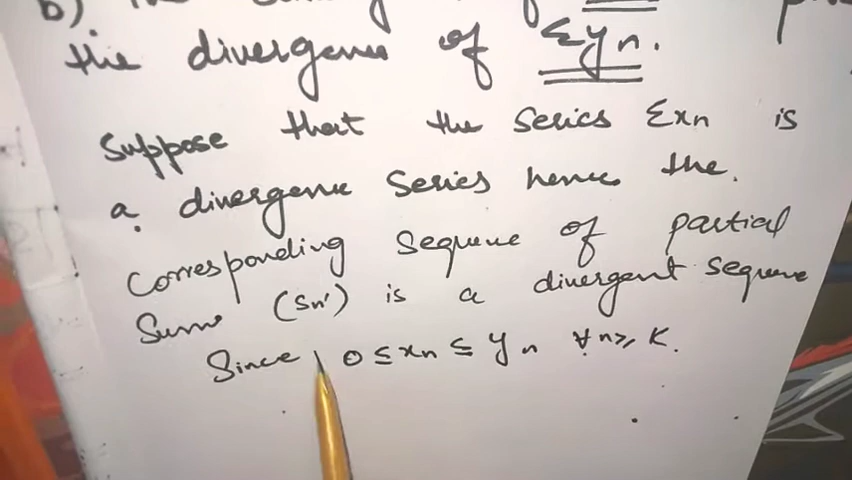 b).
the divergence of Σyn.
Suppose that the series Σxn is
a divergence series hence the.
Corresponding sequence of partial
Sums (Sn') is a divergent sequence
Since 0 ≤ xn ≤ yn ∀ n ≥ K.